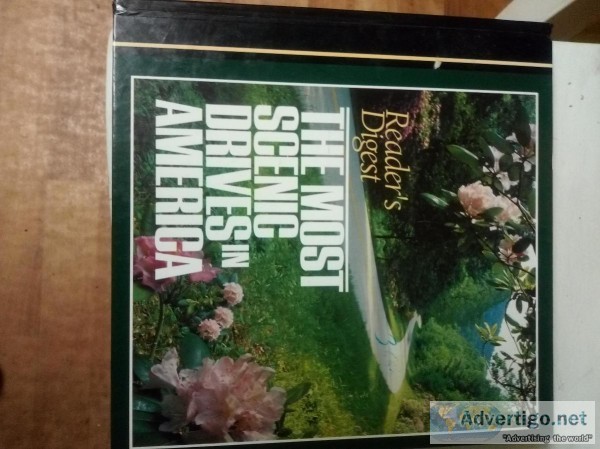 Reader's
Digest
THE MOST
SCENIC
DRIVES IN
AMERICA
Advertigo.net
"Advertising the world"